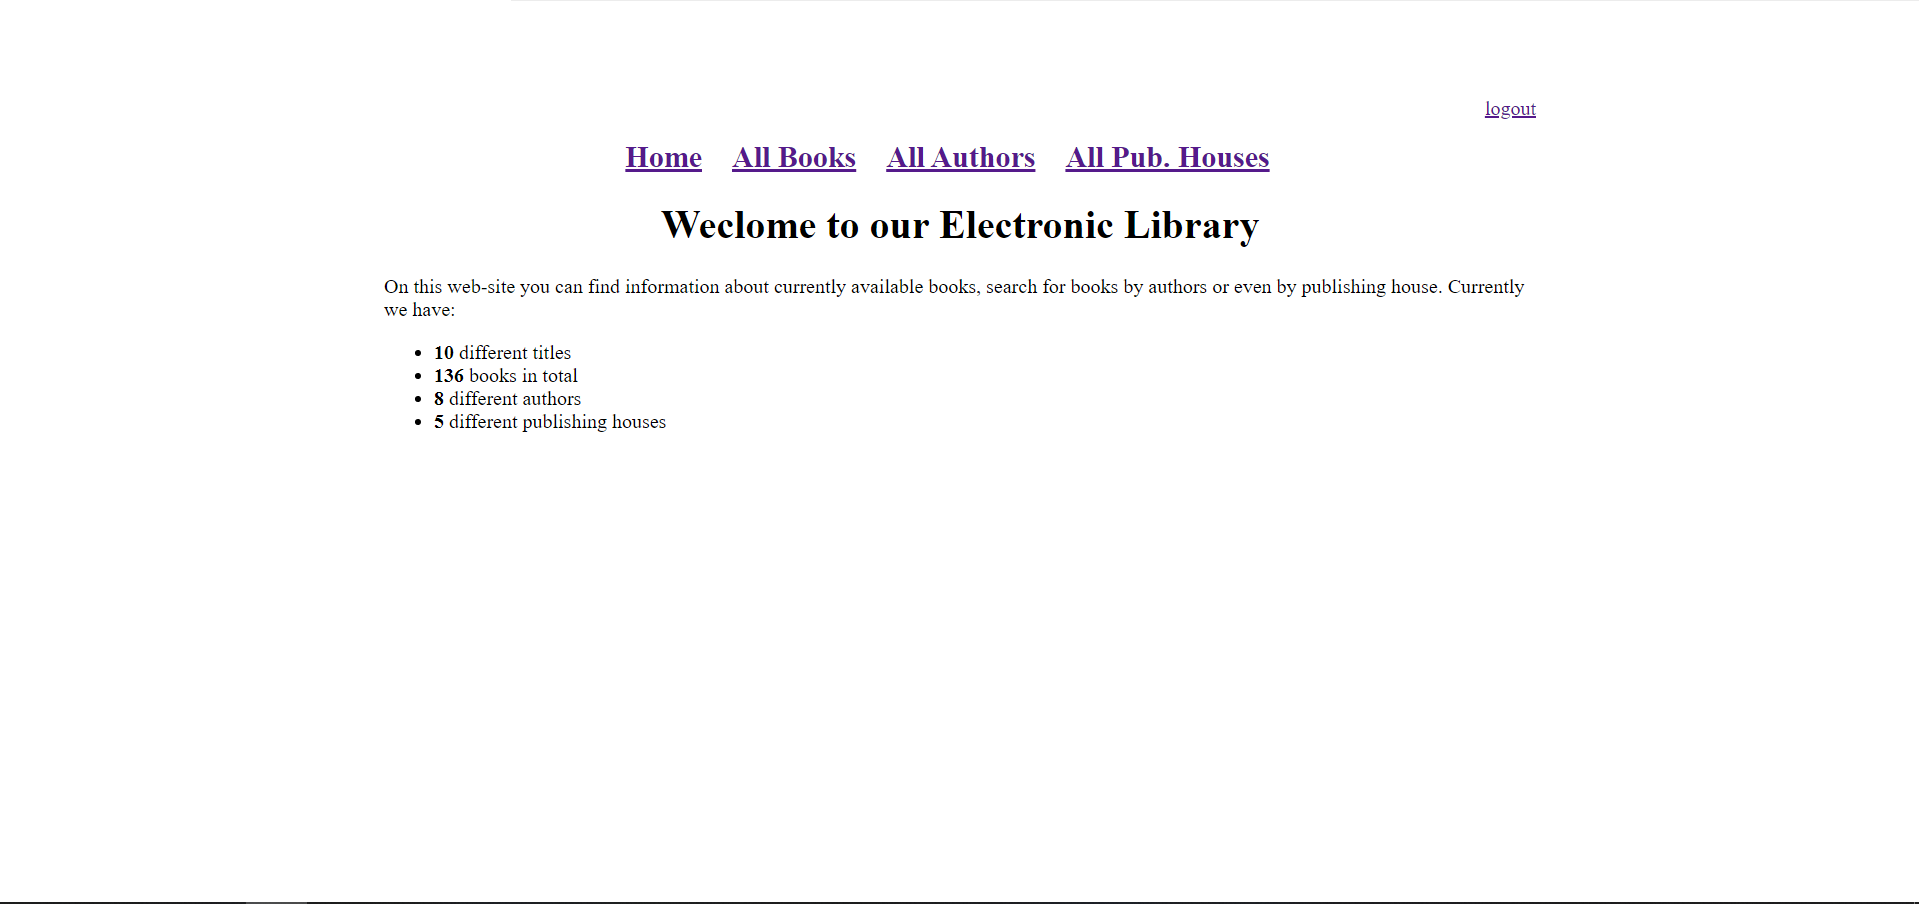 logout
Home All Books All Authors All Pub. Houses
Weclome to our Electronic Library
On this web-site you can find information about currently available books, search for books by authors or even by publishing house. Currently
we have:
• 10 different titles
• 136 books in total
• 8 different authors
• 5 different publishing houses